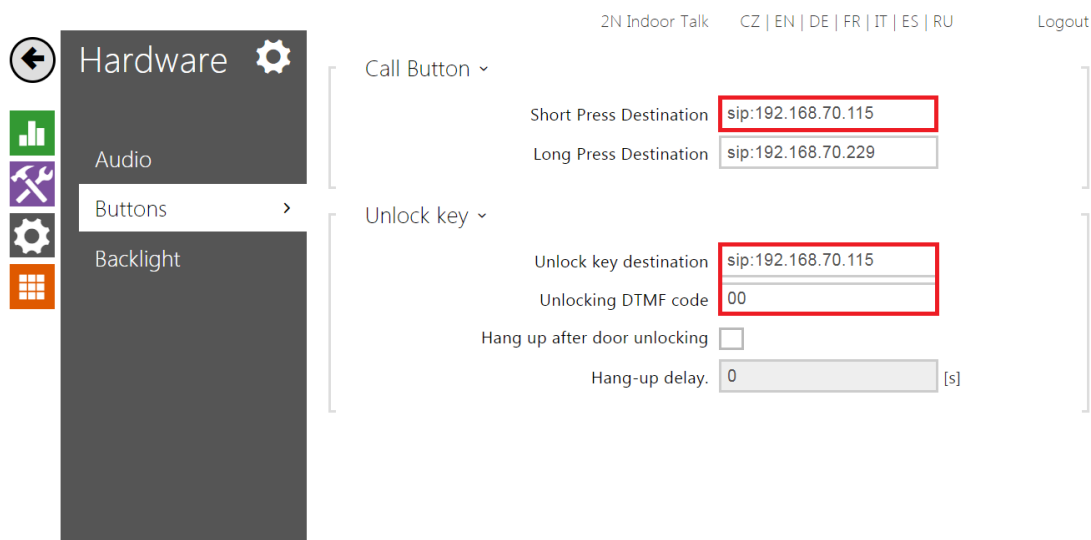 2N Indoor Talk CZ | EN | DE | FR | IT | ES | RU Logout
Hardware
Audio
Buttons
Backlight
Call Button
Short Press Destination sip:192.168.70.115
Long Press Destination sip:192.168.70.229
Unlock key
Unlock key destination sip:192.168.70.115
Unlocking DTMF code 00
Hang up after door unlocking
Hang-up delay. 0 [s]